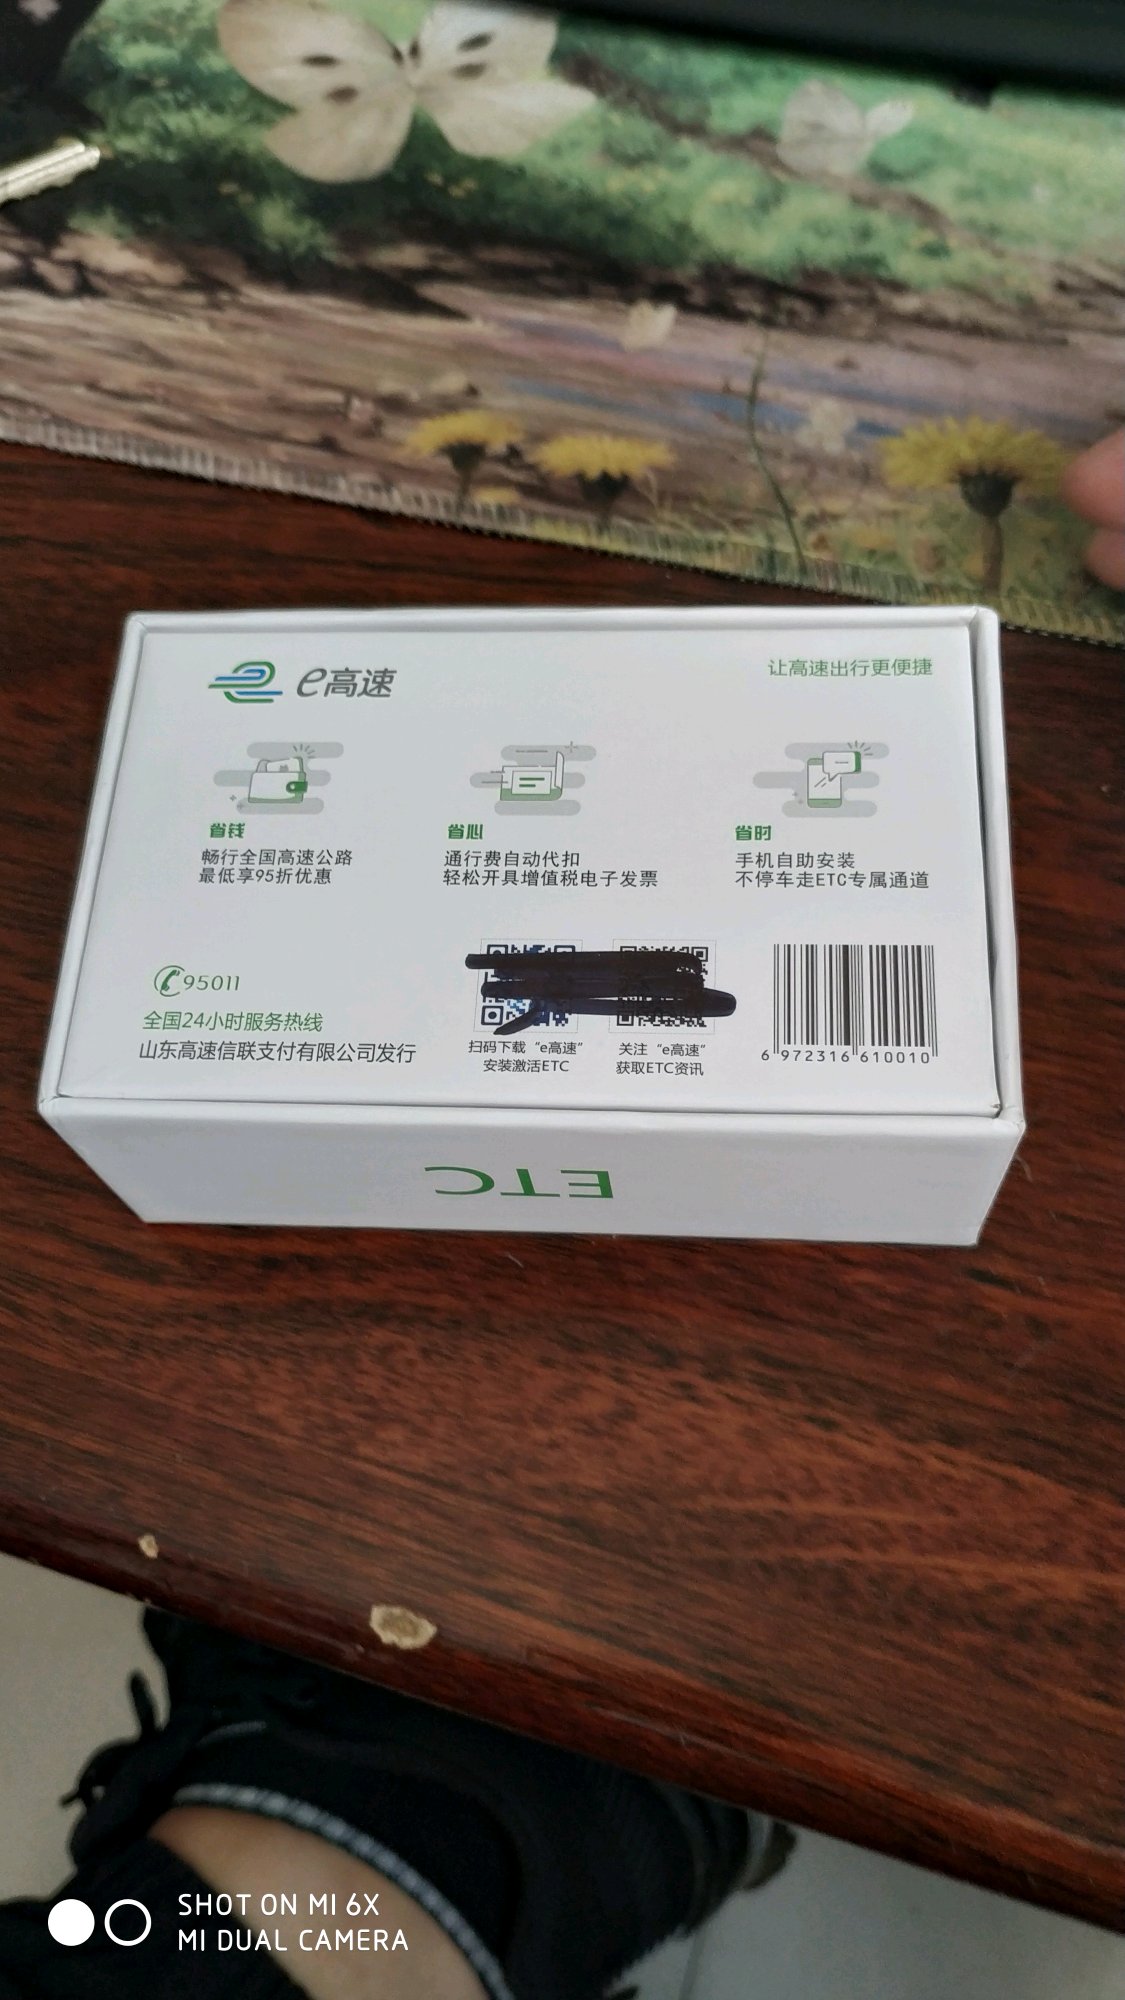 e高速
让高速出行更便捷
省钱
畅行全国高速公路
最低享95折优惠
省心
通行费自动代扣
轻松开具增值税电子发票
省时
手机自助安装
不停车走ETC专属通道
95011
全国24小时服务热线
山东高速信联支付有限公司发行
扫码下载“e高速”
安装激活ETC
关注“e高速”
获取ETC资讯
6 972316 610010
ETC
SHOT ON MI 6X
MI DUAL CAMERA